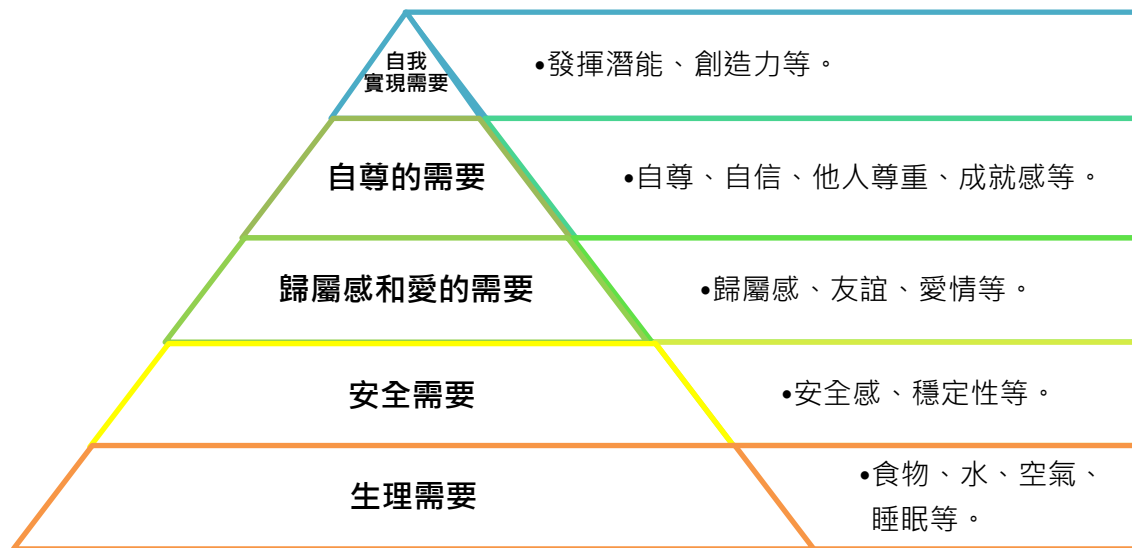 自我
實現需要
•發揮潛能、創造力等。
自尊的需要
•自尊、自信、他人尊重、成就感等。
歸屬感和愛的需要
•歸屬感、友誼、愛情等。
安全需要
•安全感、穩定性等。
生理需要
•食物、水、空氣、
睡眠等。